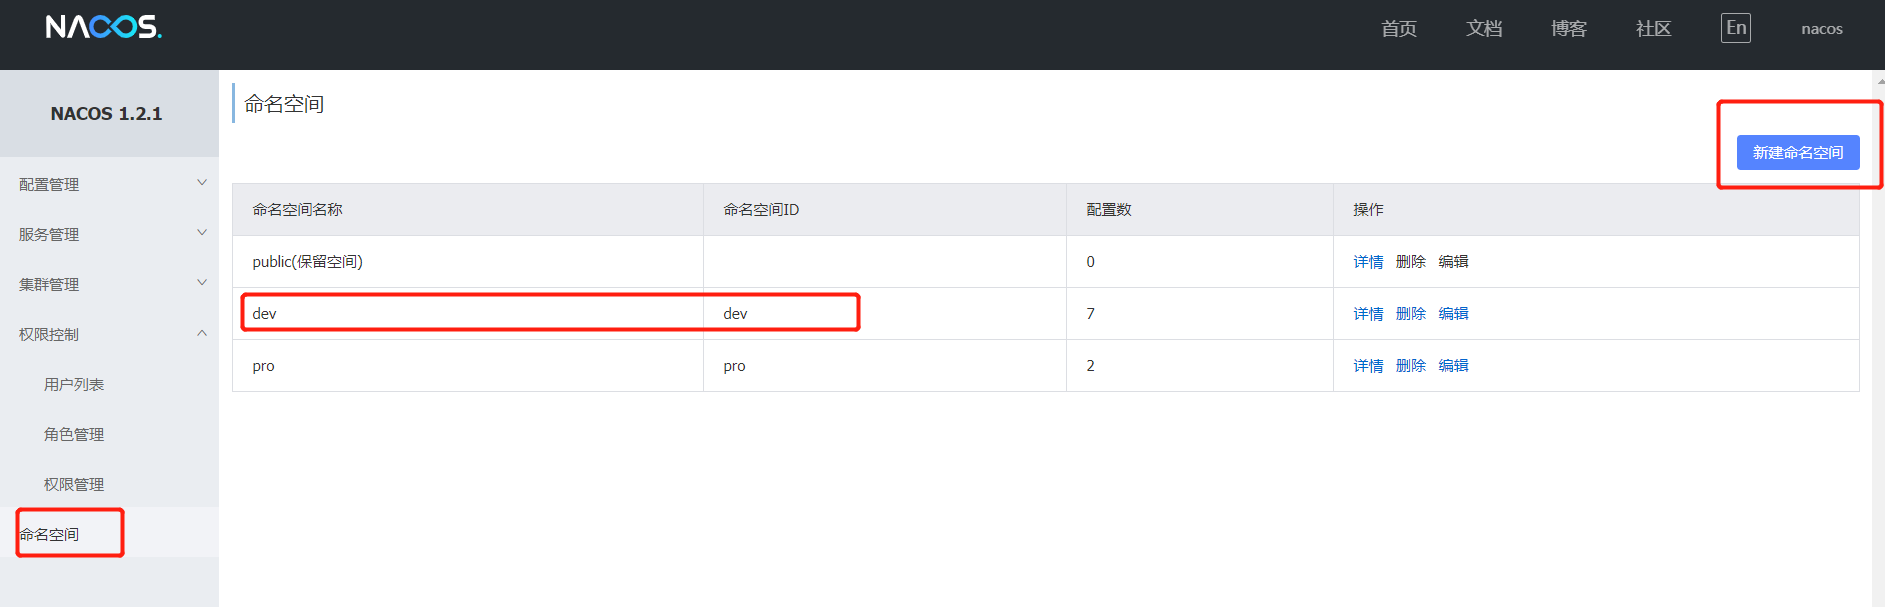 NACOS.
首页 文档 博客 社区 En nacos
NACOS 1.2.1
配置管理
服务管理
集群管理
权限控制
用户列表
角色管理
权限管理
命名空间
命名空间
新建命名空间
命名空间名称 命名空间ID 配置数 操作
public(保留空间) 0 详情 删除 编辑
dev dev 7 详情 删除 编辑
pro pro 2 详情 删除 编辑